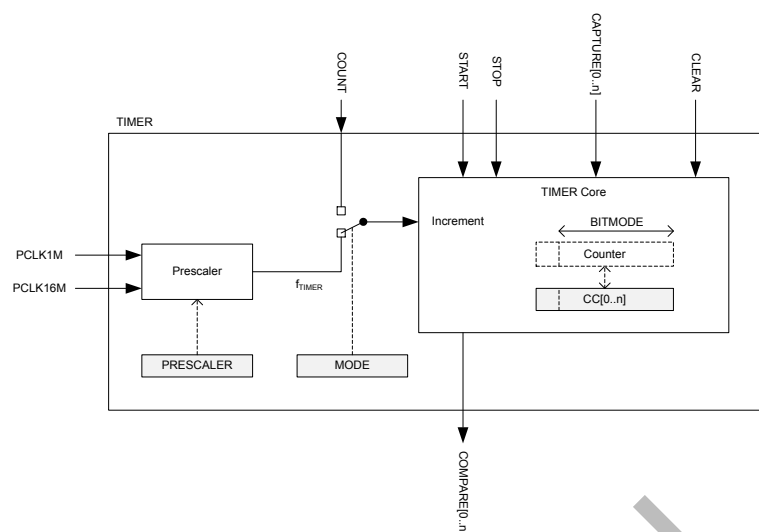 COUNT
START
STOP
CAPTURE[0..n]
CLEAR
TIMER
TIMER Core
Increment
BITMODE
Counter
CC[0..n]
PCLK1M
PCLK16M
Prescaler
fTIMER
PRESCALER
MODE
COMPARE[0..n